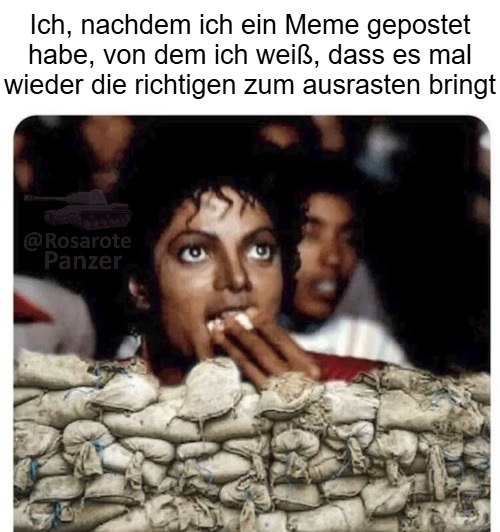 Ich, nachdem ich ein Meme gepostet
habe, von dem ich weiß, dass es mal
wieder die richtigen zum ausrasten bringt
@Rosarote
Panzer